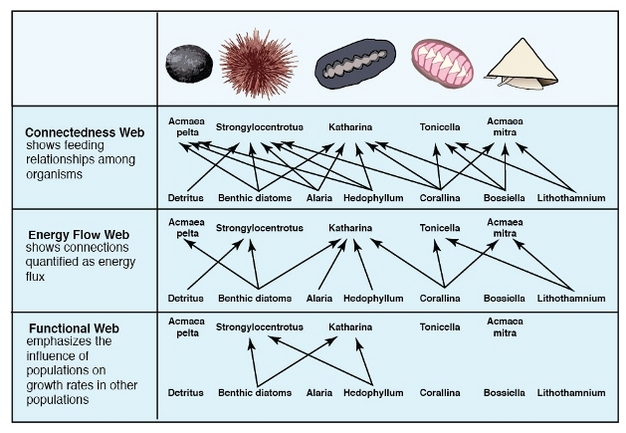 Connectedness Web
shows feeding
relationships among
organisms
Acmaea
pelta
Strongylocentrotus
Katharina
Tonicella
Acmaea
mitra
Detritus Benthic diatoms Alaria Hedophyllum Corallina Bossiella Lithothamnium
Energy Flow Web
shows connections
quantified as energy
flux
Acmaea
pelta
Strongylocentrotus
Katharina
Tonicella
Acmaea
mitra
Detritus Benthic diatoms Alaria Hedophyllum Corallina Bossiella Lithothamnium
Functional Web
emphasizes the
influence of
populations on
growth rates in other
populations
Acmaea
pelta
Strongylocentrotus
Katharina
Tonicella
Acmaea
mitra
Detritus Benthic diatoms Alaria Hedophyllum Corallina Bossiella Lithothamnium